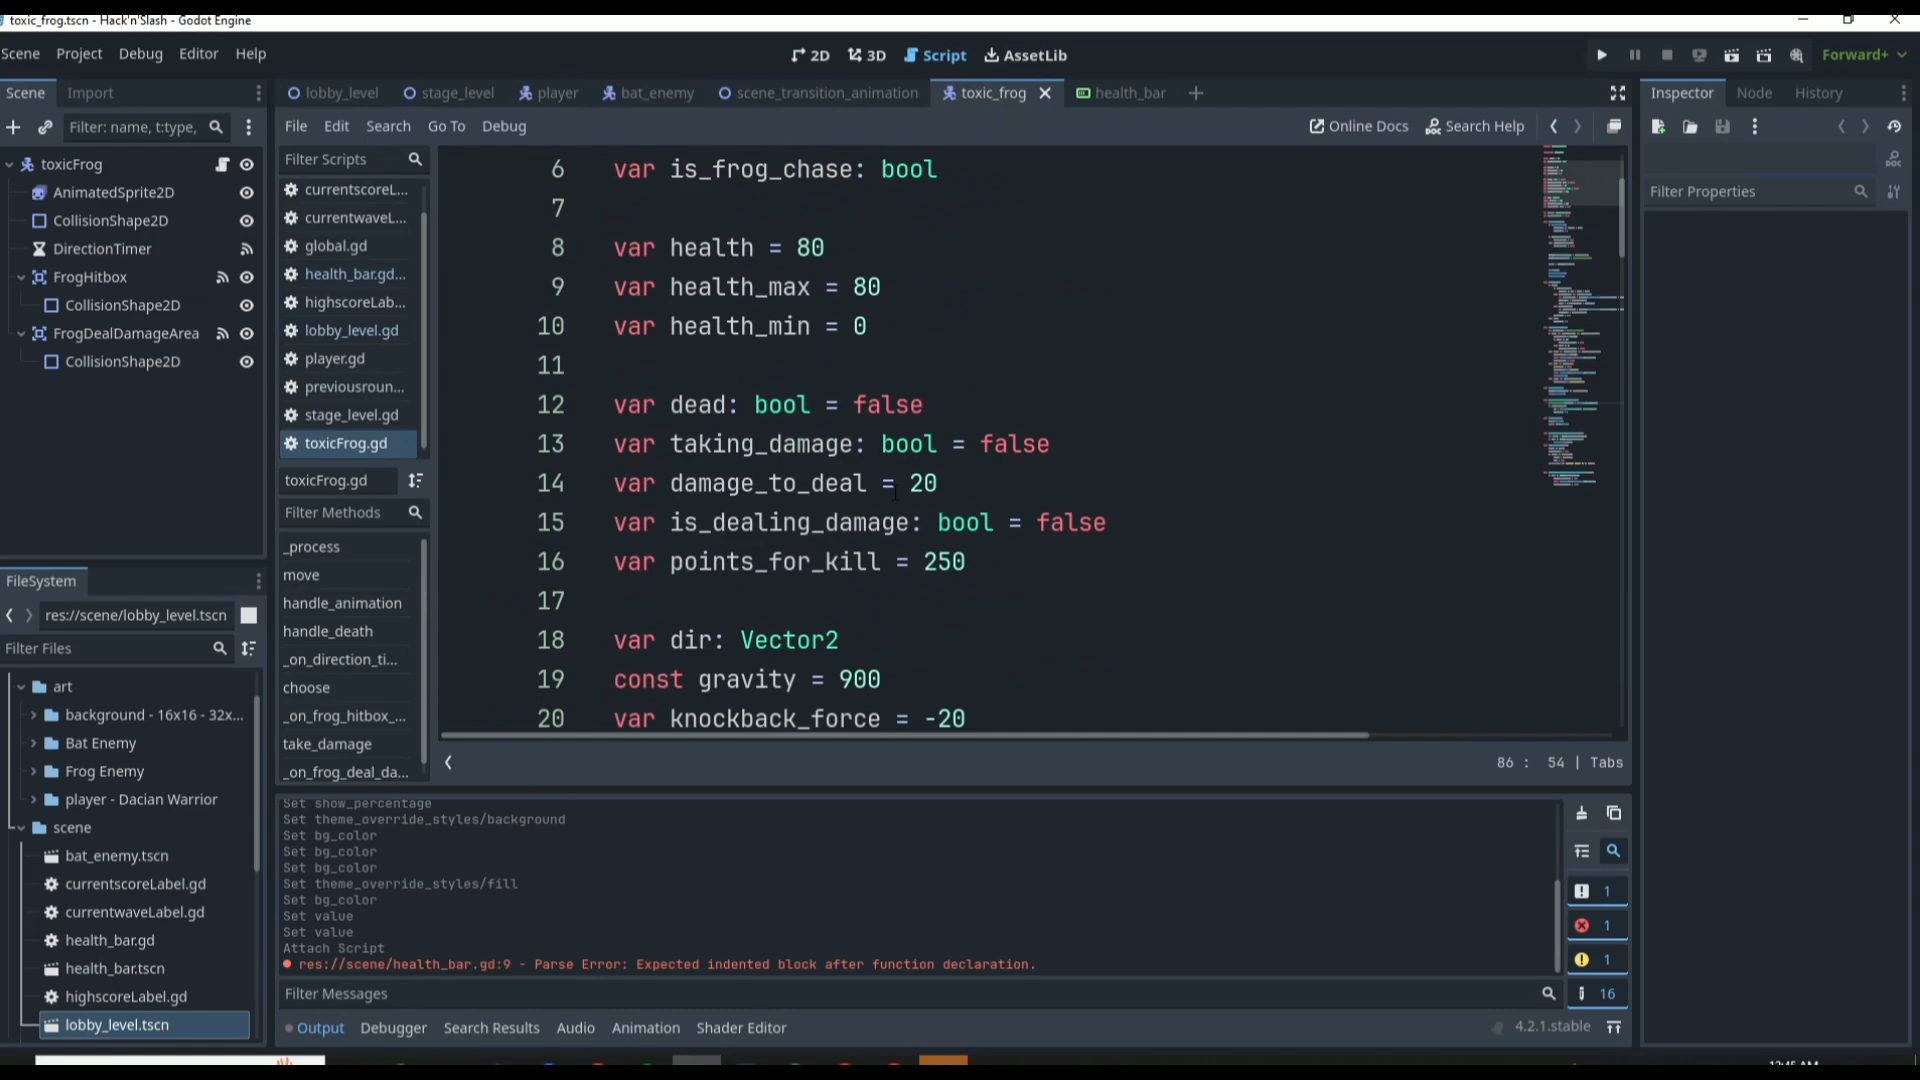 toxic_frog.tscn - Hack'n'Slash - Godot Engine
Scene Project Debug Editor Help
2D 3D Script AssetLib
Forward+
Scene Import
lobby_level stage_level player bat_enemy scene_transition_animation toxic_frog health_bar
Inspector Node History
Filter: name, t:type,
File Edit Search Go To Debug
Online Docs Search Help
toxicFrog
AnimatedSprite2D
CollisionShape2D
DirectionTimer
FrogHitbox
CollisionShape2D
FrogDealDamageArea
CollisionShape2D
Filter Scripts
currentscoreL...
currentwaveL...
global.gd
health_bar.gd...
highscoreLab...
lobby_level.gd
player.gd
previousroun...
stage_level.gd
toxicFrog.gd
toxicFrog.gd
Filter Methods
_process
move
handle_animation
handle_death
_on_direction_ti...
choose
_on_frog_hitbox_...
take_damage
_on_frog_deal_da...
6 var is_frog_chase: bool
7
8 var health = 80
9 var health_max = 80
10 var health_min = 0
11
12 var dead: bool = false
13 var taking_damage: bool = false
14 var damage_to_deal = 20
15 var is_dealing_damage: bool = false
16 var points_for_kill = 250
17
18 var dir: Vector2
19 const gravity = 900
20 var knockback_force = -20
86 : 54 | Tabs
Filter Properties
FileSystem
res://scene/lobby_level.tscn
Filter Files
art
background - 16x16 - 32x...
Bat Enemy
Frog Enemy
player - Dacian Warrior
scene
bat_enemy.tscn
currentscoreLabel.gd
currentwaveLabel.gd
health_bar.gd
health_bar.tscn
highscoreLabel.gd
lobby_level.tscn
Set show_percentage
Set theme_override_styles/background
Set bg_color
Set bg_color
Set bg_color
Set theme_override_styles/fill
Set bg_color
Set value
Set value
Attach Script
res://scene/health_bar.gd:9 - Parse Error: Expected indented block after function declaration.
1
1
1
16
Filter Messages
Output Debugger Search Results Audio Animation Shader Editor
4.2.1.stable